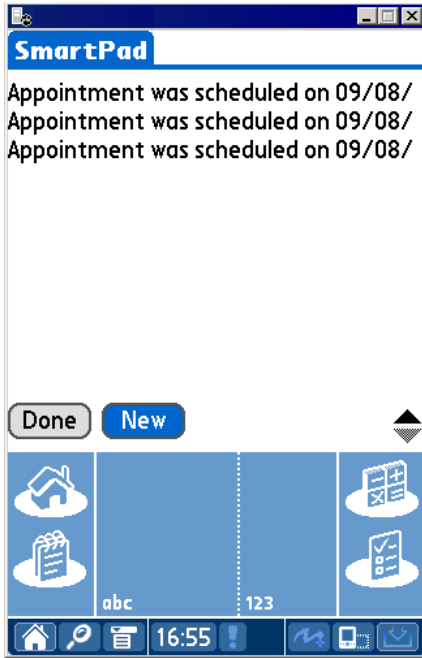 SmartPad
Appointment was scheduled on 09/08/
Appointment was scheduled on 09/08/
Appointment was scheduled on 09/08/
Done New
abc 123
16:55